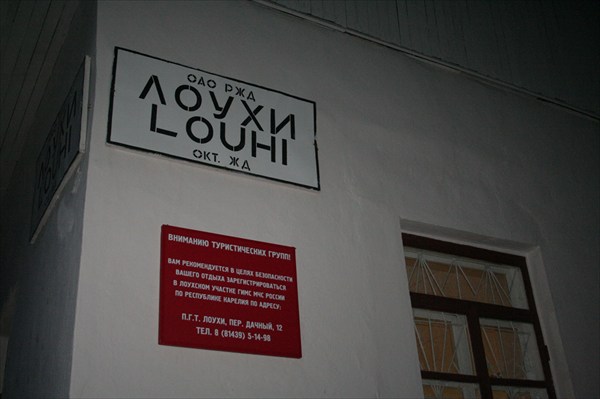 ОАО РЖД
ЛОУХИ
LOUHI
ОКТ. ЖД
ВНИМАНИЮ ТУРИСТИЧЕСКИХ ГРУПП!
ВАМ РЕКОМЕНДУЕТСЯ В ЦЕЛЯХ БЕЗОПАСНОСТИ
ВАШЕГО ОТДЫХА ЗАРЕГИСТРИРОВАТЬСЯ
В ЛОУХСКОМ УЧАСТКЕ ГИМС МЧС РОССИИ
ПО РЕСПУБЛИКЕ КАРЕЛИЯ ПО АДРЕСУ:
П.Г.Т. ЛОУХИ, ПЕР. ДАЧНЫЙ, 12
ТЕЛ. 8 (81439) 5-14-98